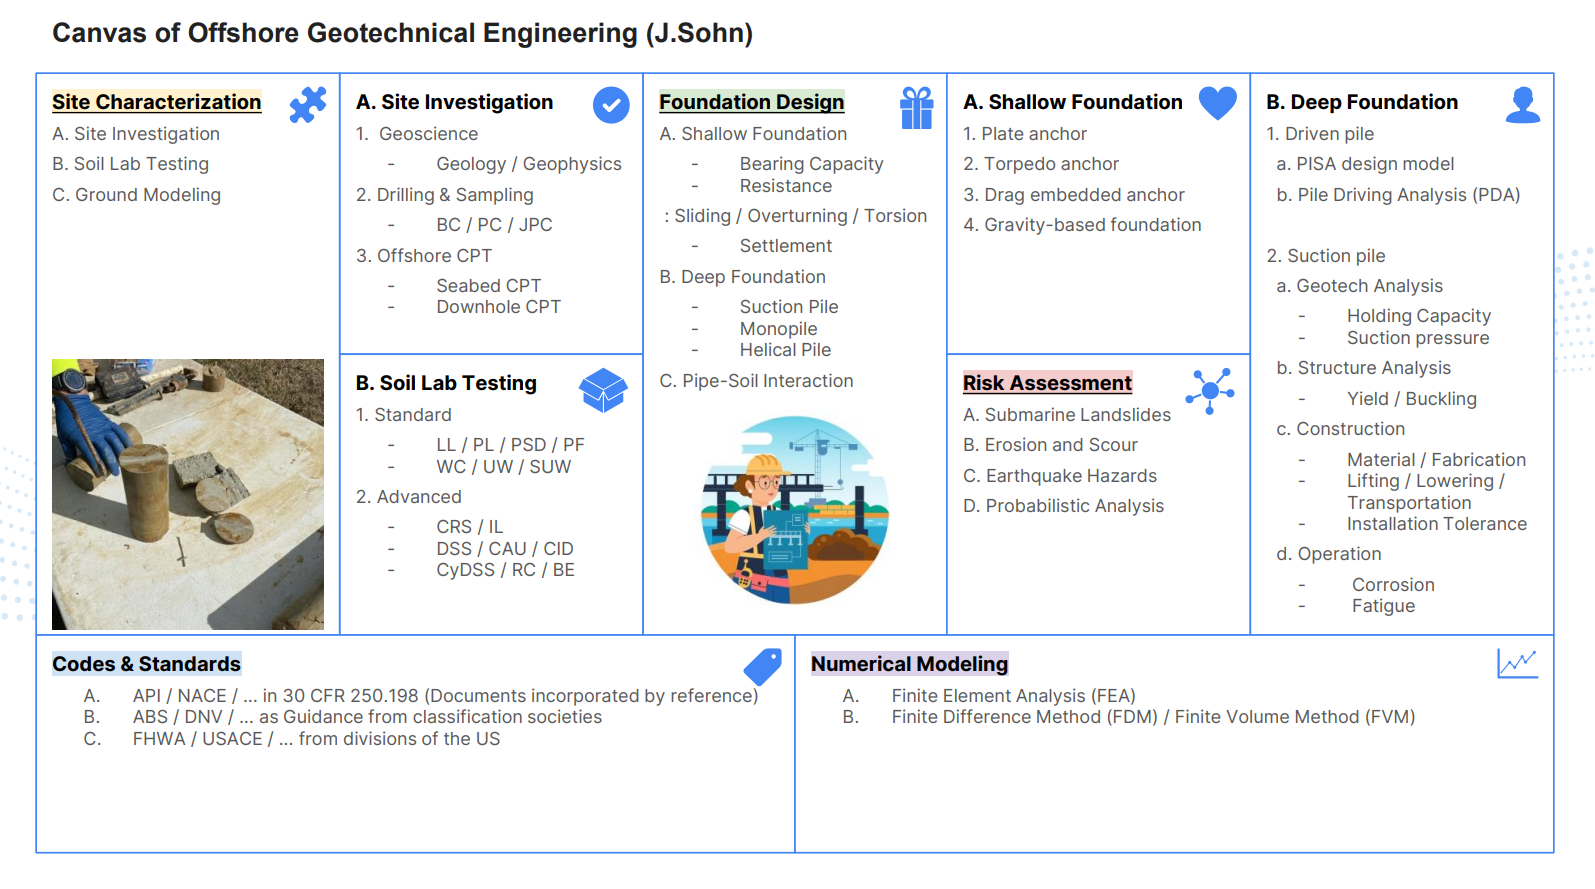 Canvas of Offshore Geotechnical Engineering (J.Sohn)
Site Characterization
A. Site Investigation
B. Soil Lab Testing
C. Ground Modeling
A. Site Investigation
1. Geoscience
- Geology / Geophysics
2. Drilling & Sampling
- BC / PC / JPC
3. Offshore CPT
- Seabed CPT
- Downhole CPT
B. Soil Lab Testing
1. Standard
- LL / PL / PSD / PF
- WC / UW / SUW
2. Advanced
- CRS / IL
- DSS / CAU / CID
- CyDSS / RC / BE
Foundation Design
A. Shallow Foundation
- Bearing Capacity
- Resistance
: Sliding / Overturning / Torsion
- Settlement
B. Deep Foundation
- Suction Pile
- Monopile
- Helical Pile
C. Pipe-Soil Interaction
A. Shallow Foundation
1. Plate anchor
2. Torpedo anchor
3. Drag embedded anchor
4. Gravity-based foundation
Risk Assessment
A. Submarine Landslides
B. Erosion and Scour
C. Earthquake Hazards
D. Probabilistic Analysis
B. Deep Foundation
1. Driven pile
a. PISA design model
b. Pile Driving Analysis (PDA)
2. Suction pile
a. Geotech Analysis
- Holding Capacity
- Suction pressure
b. Structure Analysis
- Yield / Buckling
c. Construction
- Material / Fabrication
- Lifting / Lowering /
Transportation
- Installation Tolerance
d. Operation
- Corrosion
- Fatigue
Codes & Standards
A. API / NACE / ... in 30 CFR 250.198 (Documents incorporated by reference)
B. ABS / DNV / ... as Guidance from classification societies
C. FHWA / USACE / ... from divisions of the US
Numerical Modeling
A. Finite Element Analysis (FEA)
B. Finite Difference Method (FDM) / Finite Volume Method (FVM)